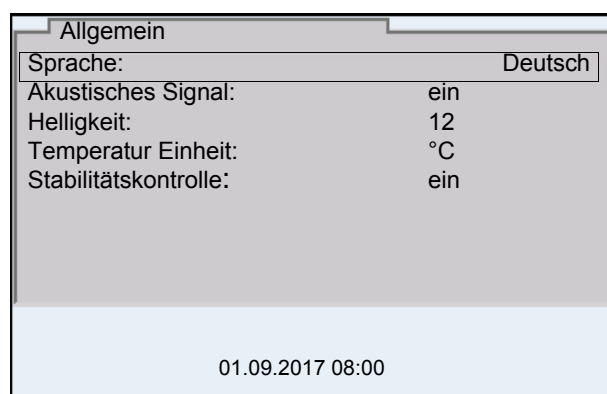 Allgemein
Sprache: Deutsch
Akustisches Signal: ein
Helligkeit: 12
Temperatur Einheit: °C
Stabilitätskontrolle: ein
01.09.2017 08:00